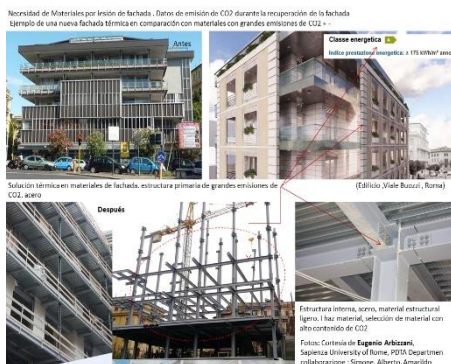 Necesidad de Materiales por lesión de fachada . Datos de emisión de CO2 durante la recuperación de la fachada
Ejemplo de una nueva fachada térmica en comparación con materiales con grandes emisiones de CO2 + -
Antes
Classe energetica
Indice prestazione energetica: ≥ 175 kWh/m² anno
Solución térmica en materiales de fachada. estructura primaria de grandes emisiones de
CO2, acero
(Edificio ,Viale Buozzi , Roma)
Después
Estructura interna, acero, material estructural
ligero. I haz material, selección de material con
alto contenido de CO2
Fotos: Cortesía de Eugenio Arbizzani,
Sapienza University of Rome, PDTA Departmen
collaborazione : Simone, Alberto, Amarildo